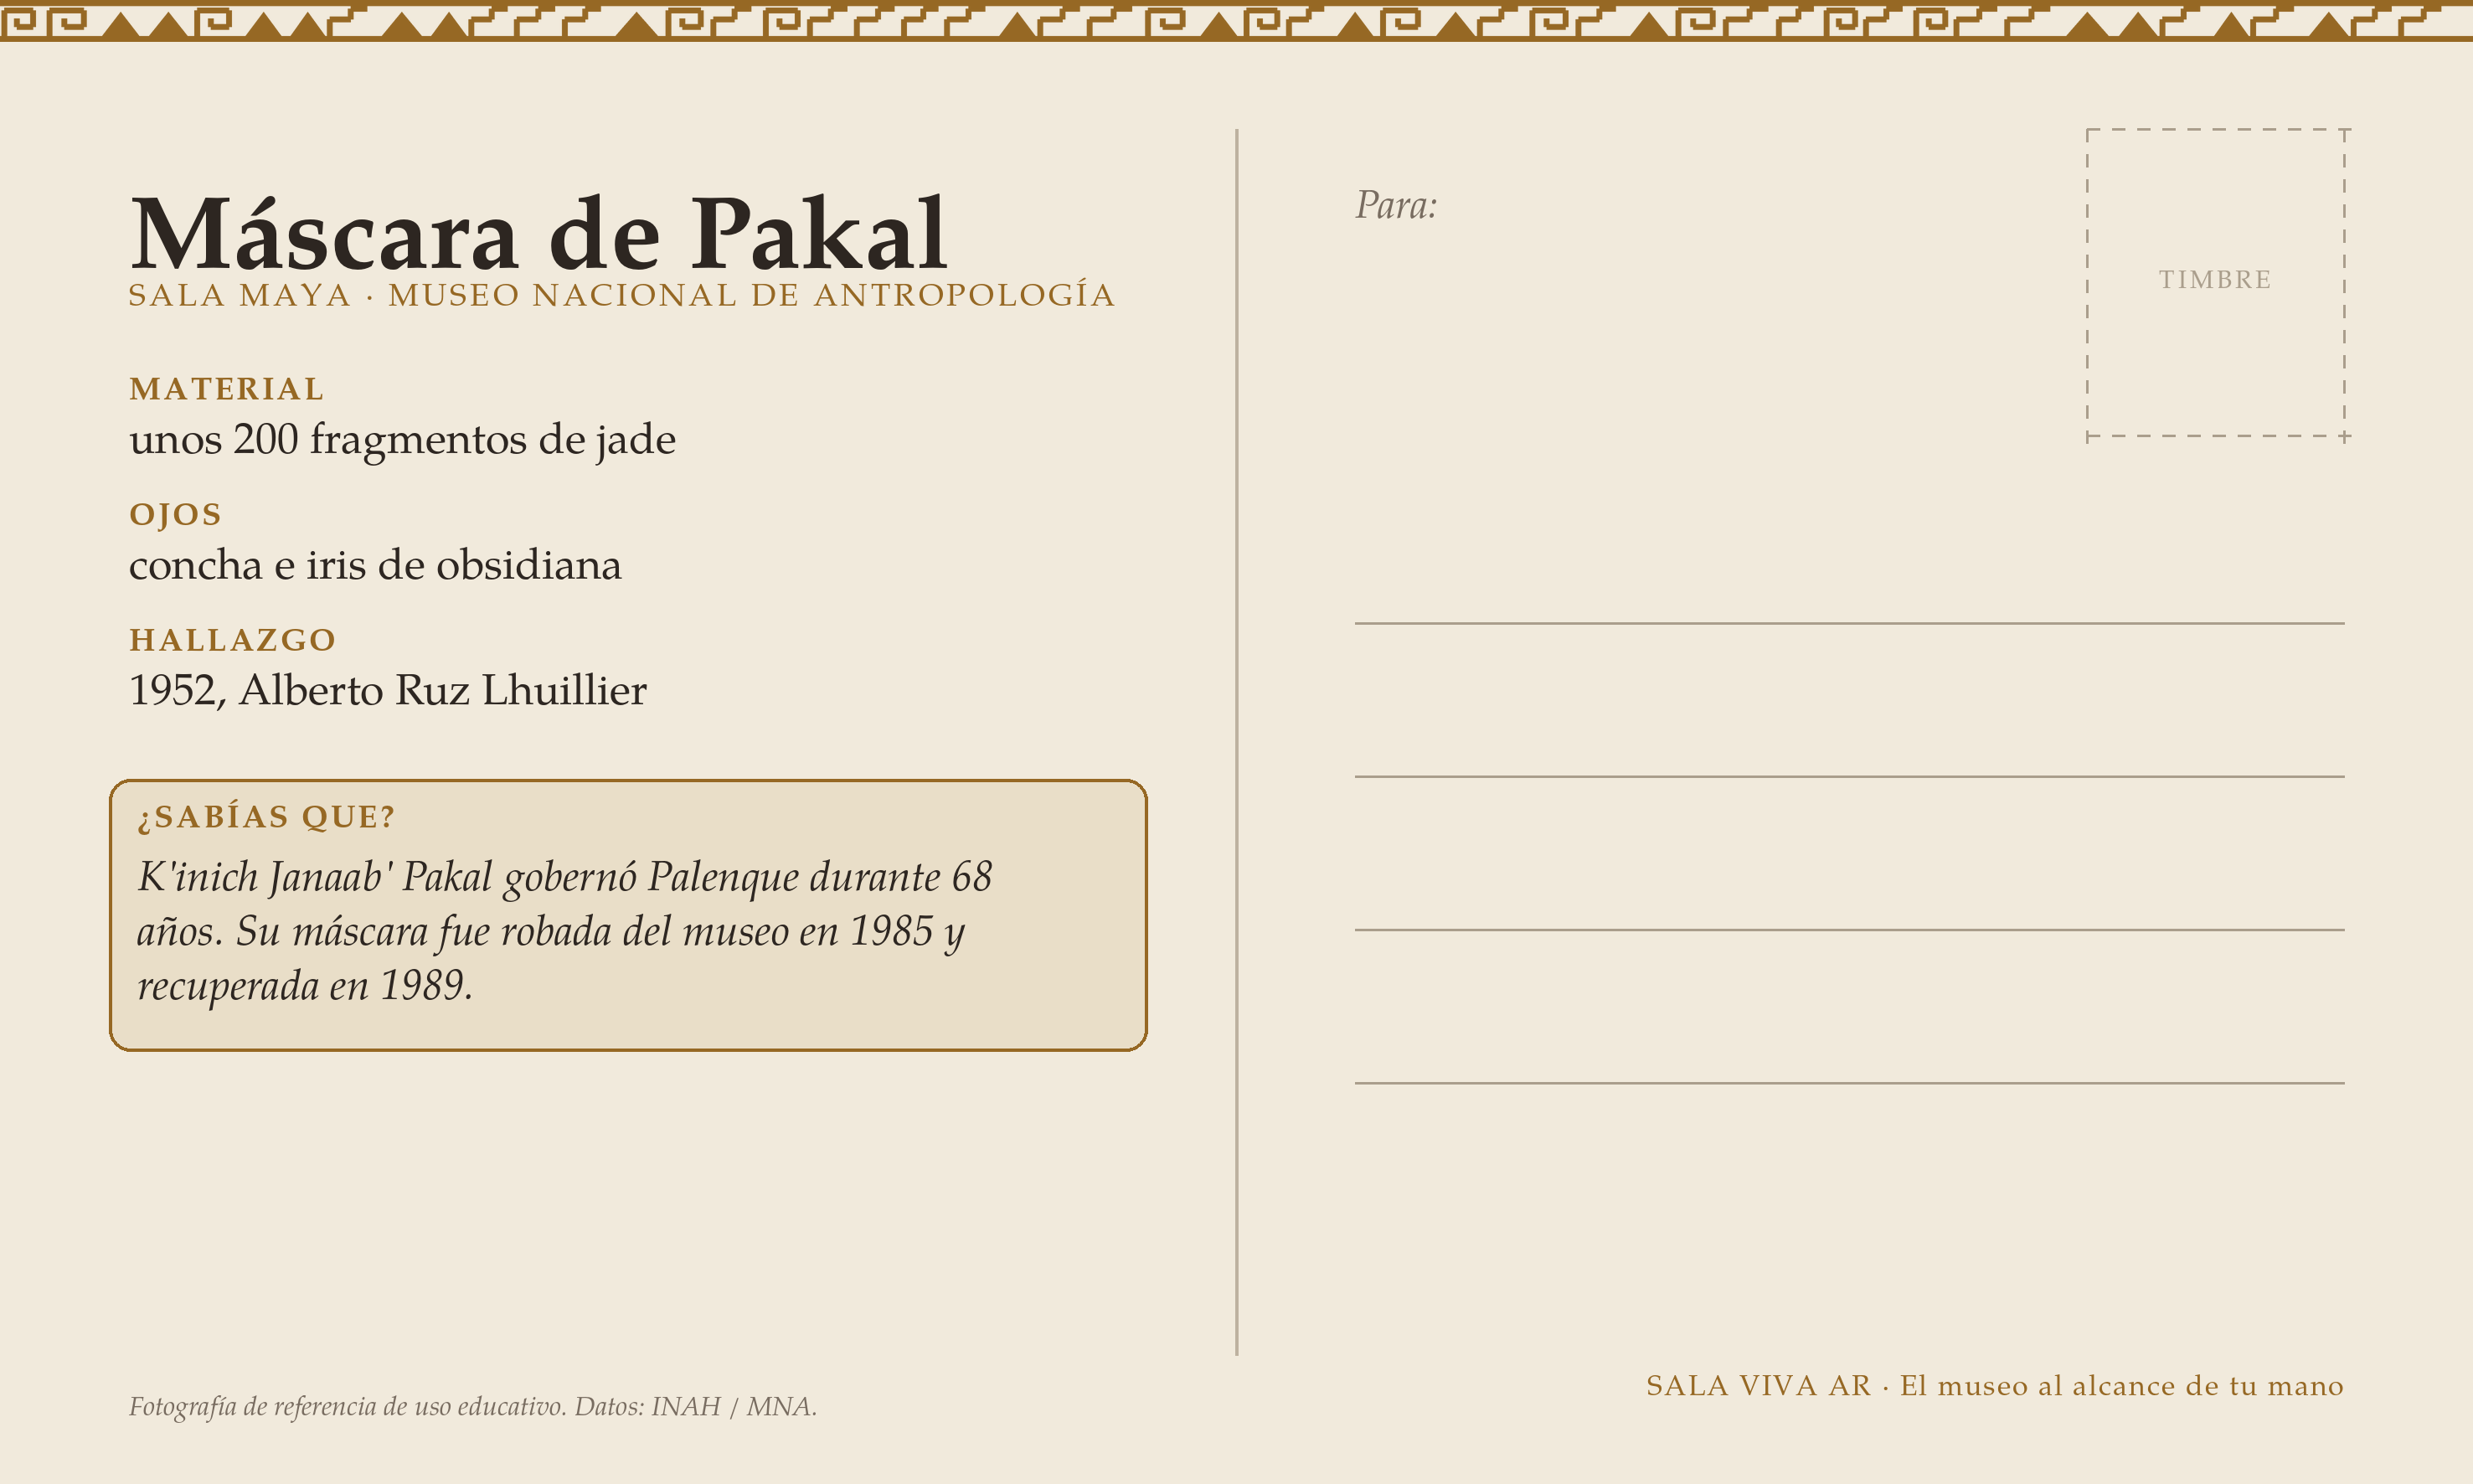 Máscara de Pakal
SALA MAYA · MUSEO NACIONAL DE ANTROPOLOGÍA
MATERIAL
unos 200 fragmentos de jade
OJOS
concha e iris de obsidiana
HALLAZGO
1952, Alberto Ruz Lhuillier
¿SABÍAS QUE?
K'inich Janaab' Pakal gobernó Palenque durante 68
años. Su máscara fue robada del museo en 1985 y
recuperada en 1989.
Fotografía de referencia de uso educativo. Datos: INAH / MNA.
Para:
TIMBRE
SALA VIVA AR · El museo al alcance de tu mano